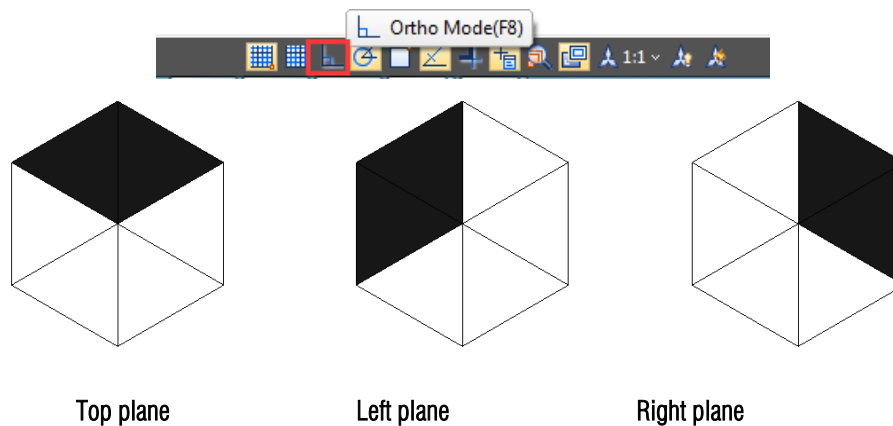 Ortho Mode(F8)
1:1
Top plane
Left plane
Right plane